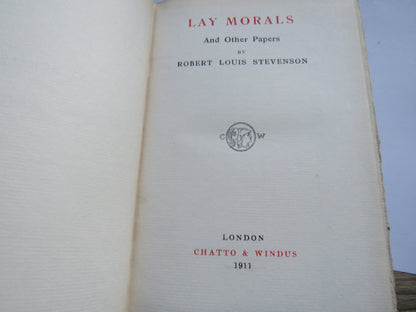 LAY MORALS
And Other Papers
BY
ROBERT LOUIS STEVENSON
C W
LONDON
CHATTO & WINDUS
1911